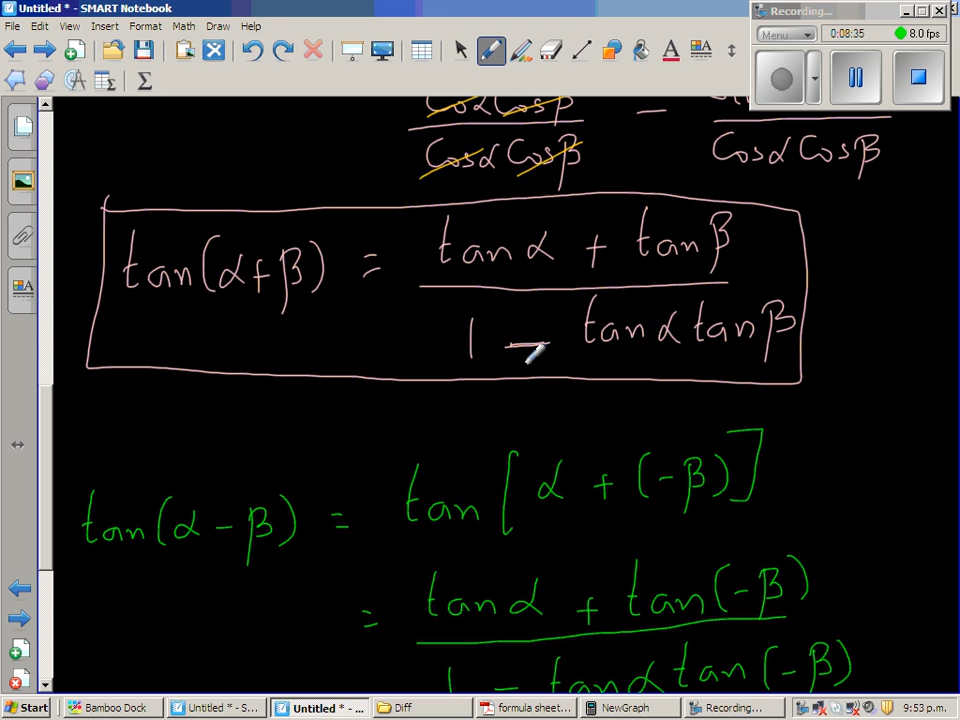 Untitled * - SMART Notebook
Recording...
File Edit View Insert Format Math Draw Help
Menu 0:08:35 8.0 fps
Cosα Cosβ −
Cosα Cosβ Cosα Cosβ
tan(α+β) = tanα + tanβ
1 − tanα tanβ
tan(α − β) = tan[α + (−β)]
= tanα + tan(−β)
1 − tanα tan(−β)
Start Bamboo Dock Untitled * - S... Untitled * - ... Diff formula sheet... NewGraph Recording... 9:53 p.m.